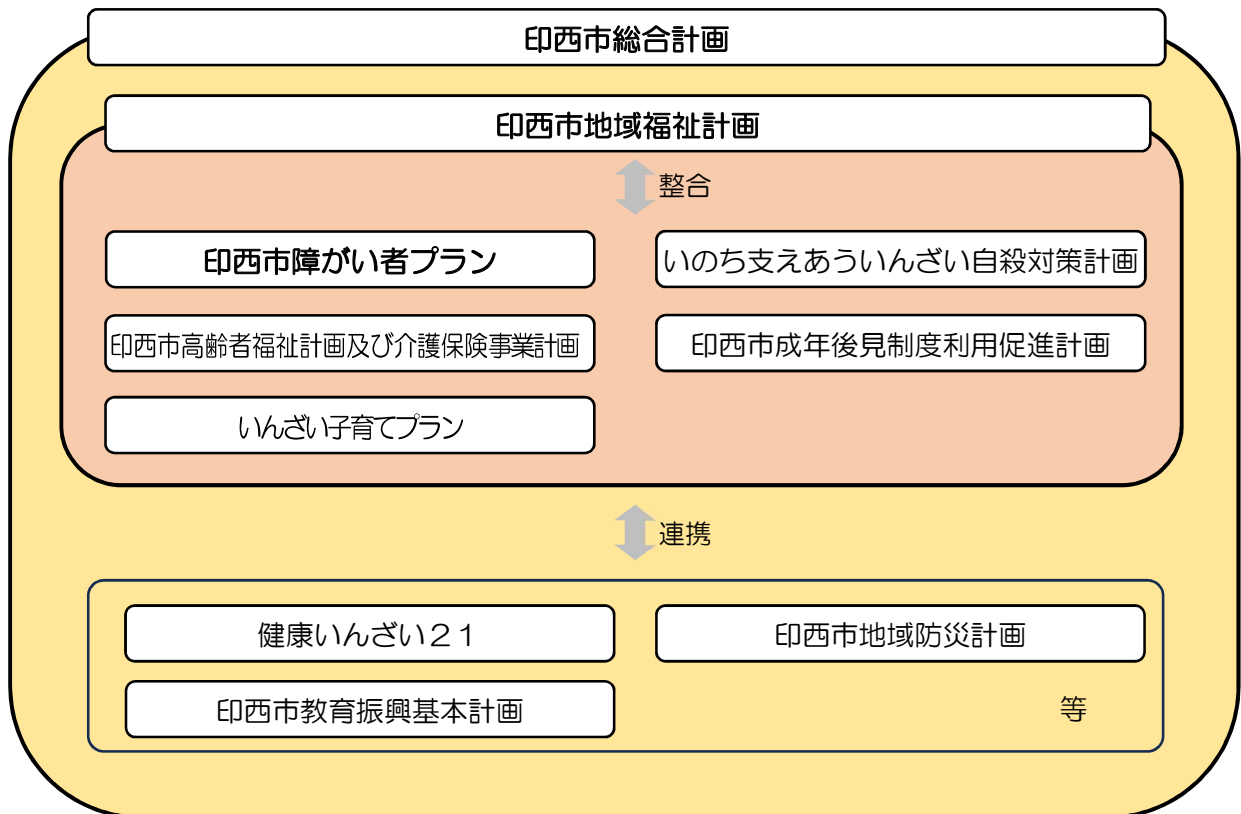 印西市総合計画
印西市地域福祉計画
整合
印西市障がい者プラン
いのち支えあういんざい自殺対策計画
印西市高齢者福祉計画及び介護保険事業計画
印西市成年後見制度利用促進計画
いんざい子育てプラン
連携
健康いんざい２１
印西市地域防災計画
印西市教育振興基本計画
等